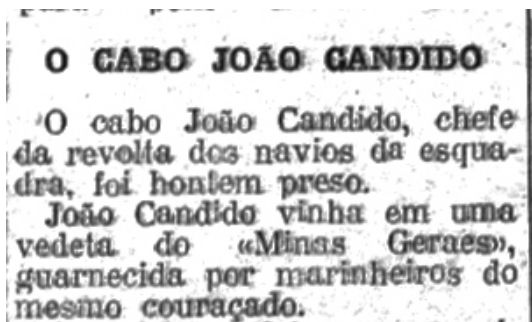 O CABO JOÃO CANDIDO
O cabo João Candido, chefe
da revolta dos navios da esqua-
dra, foi hontem preso.
João Candido vinha em uma
vedeta do «Minas Geraes»,
guarnecida por marinheiros do
mesmo couraçado.